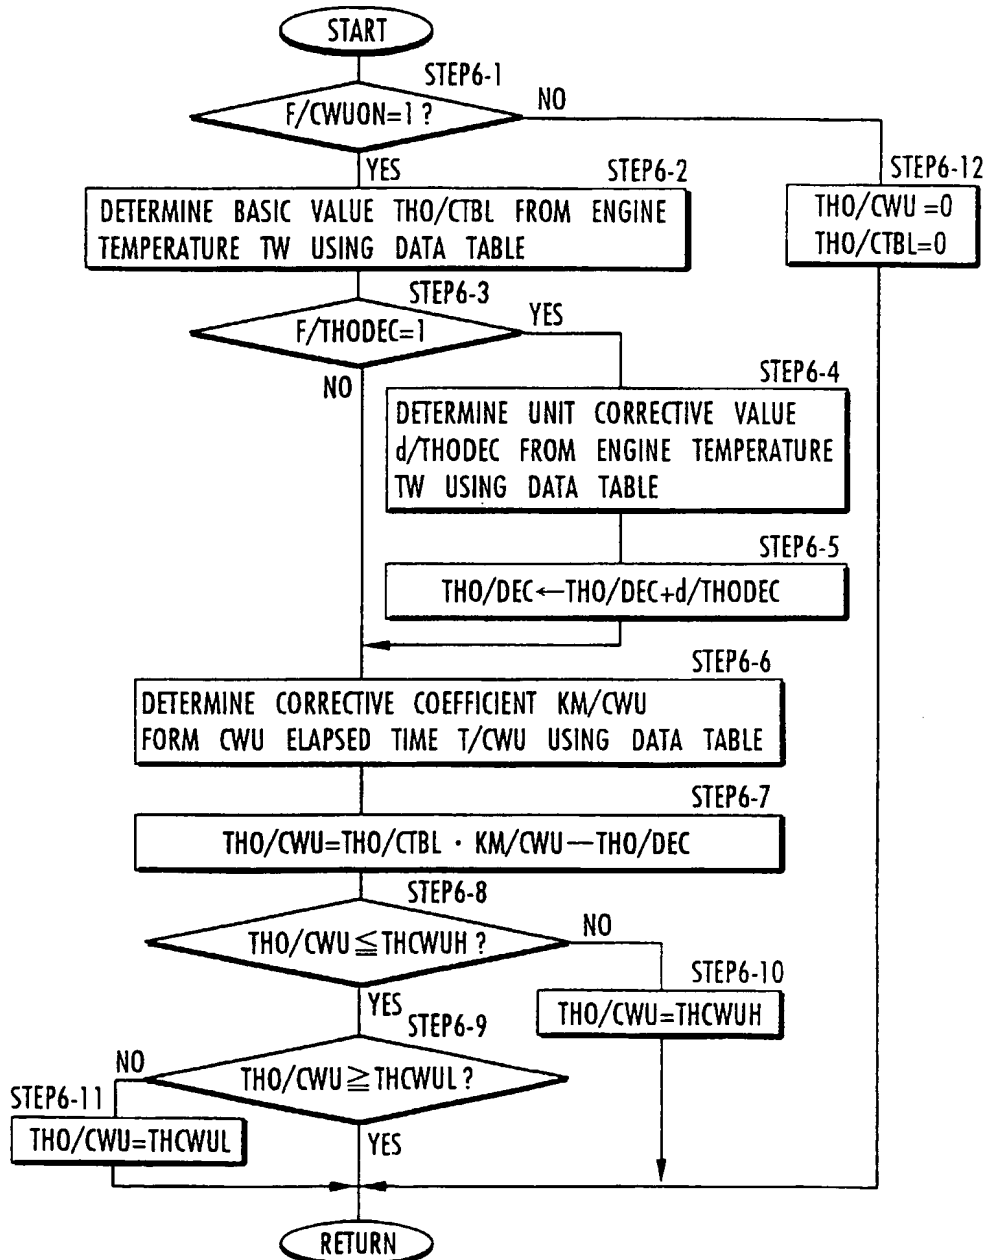 START
STEP6-1
F/CWUON=1 ?
NO
YES
STEP6-2
STEP6-12
DETERMINE BASIC VALUE THO/CTBL FROM ENGINE
TEMPERATURE TW USING DATA TABLE
THO/CWU =0
THO/CTBL=0
STEP6-3
F/THODEC=1
YES
NO
STEP6-4
DETERMINE UNIT CORRECTIVE VALUE
d/THODEC FROM ENGINE TEMPERATURE
TW USING DATA TABLE
STEP6-5
THO/DEC←THO/DEC+d/THODEC
STEP6-6
DETERMINE CORRECTIVE COEFFICIENT KM/CWU
FORM CWU ELAPSED TIME T/CWU USING DATA TABLE
STEP6-7
THO/CWU=THO/CTBL · KM/CWU—THO/DEC
STEP6-8
THO/CWU≦THCWUH ?
NO
YES
STEP6-10
THO/CWU=THCWUH
STEP6-9
THO/CWU≧THCWUL ?
NO
STEP6-11
THO/CWU=THCWUL
YES
RETURN